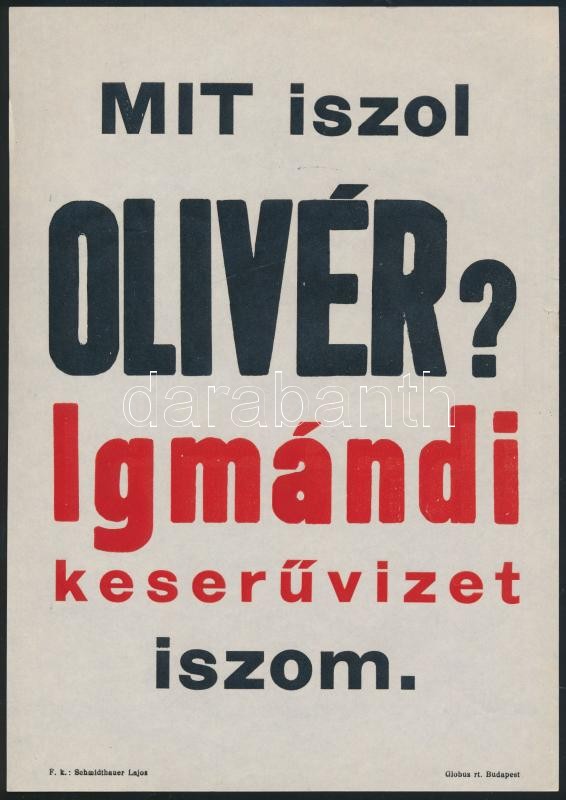 MIT iszol
OLIVÉR?
darabanth
Igmándi
keserűvizet
iszom.
F. k.: Schmidthauer Lajos
Globus rt. Budapest